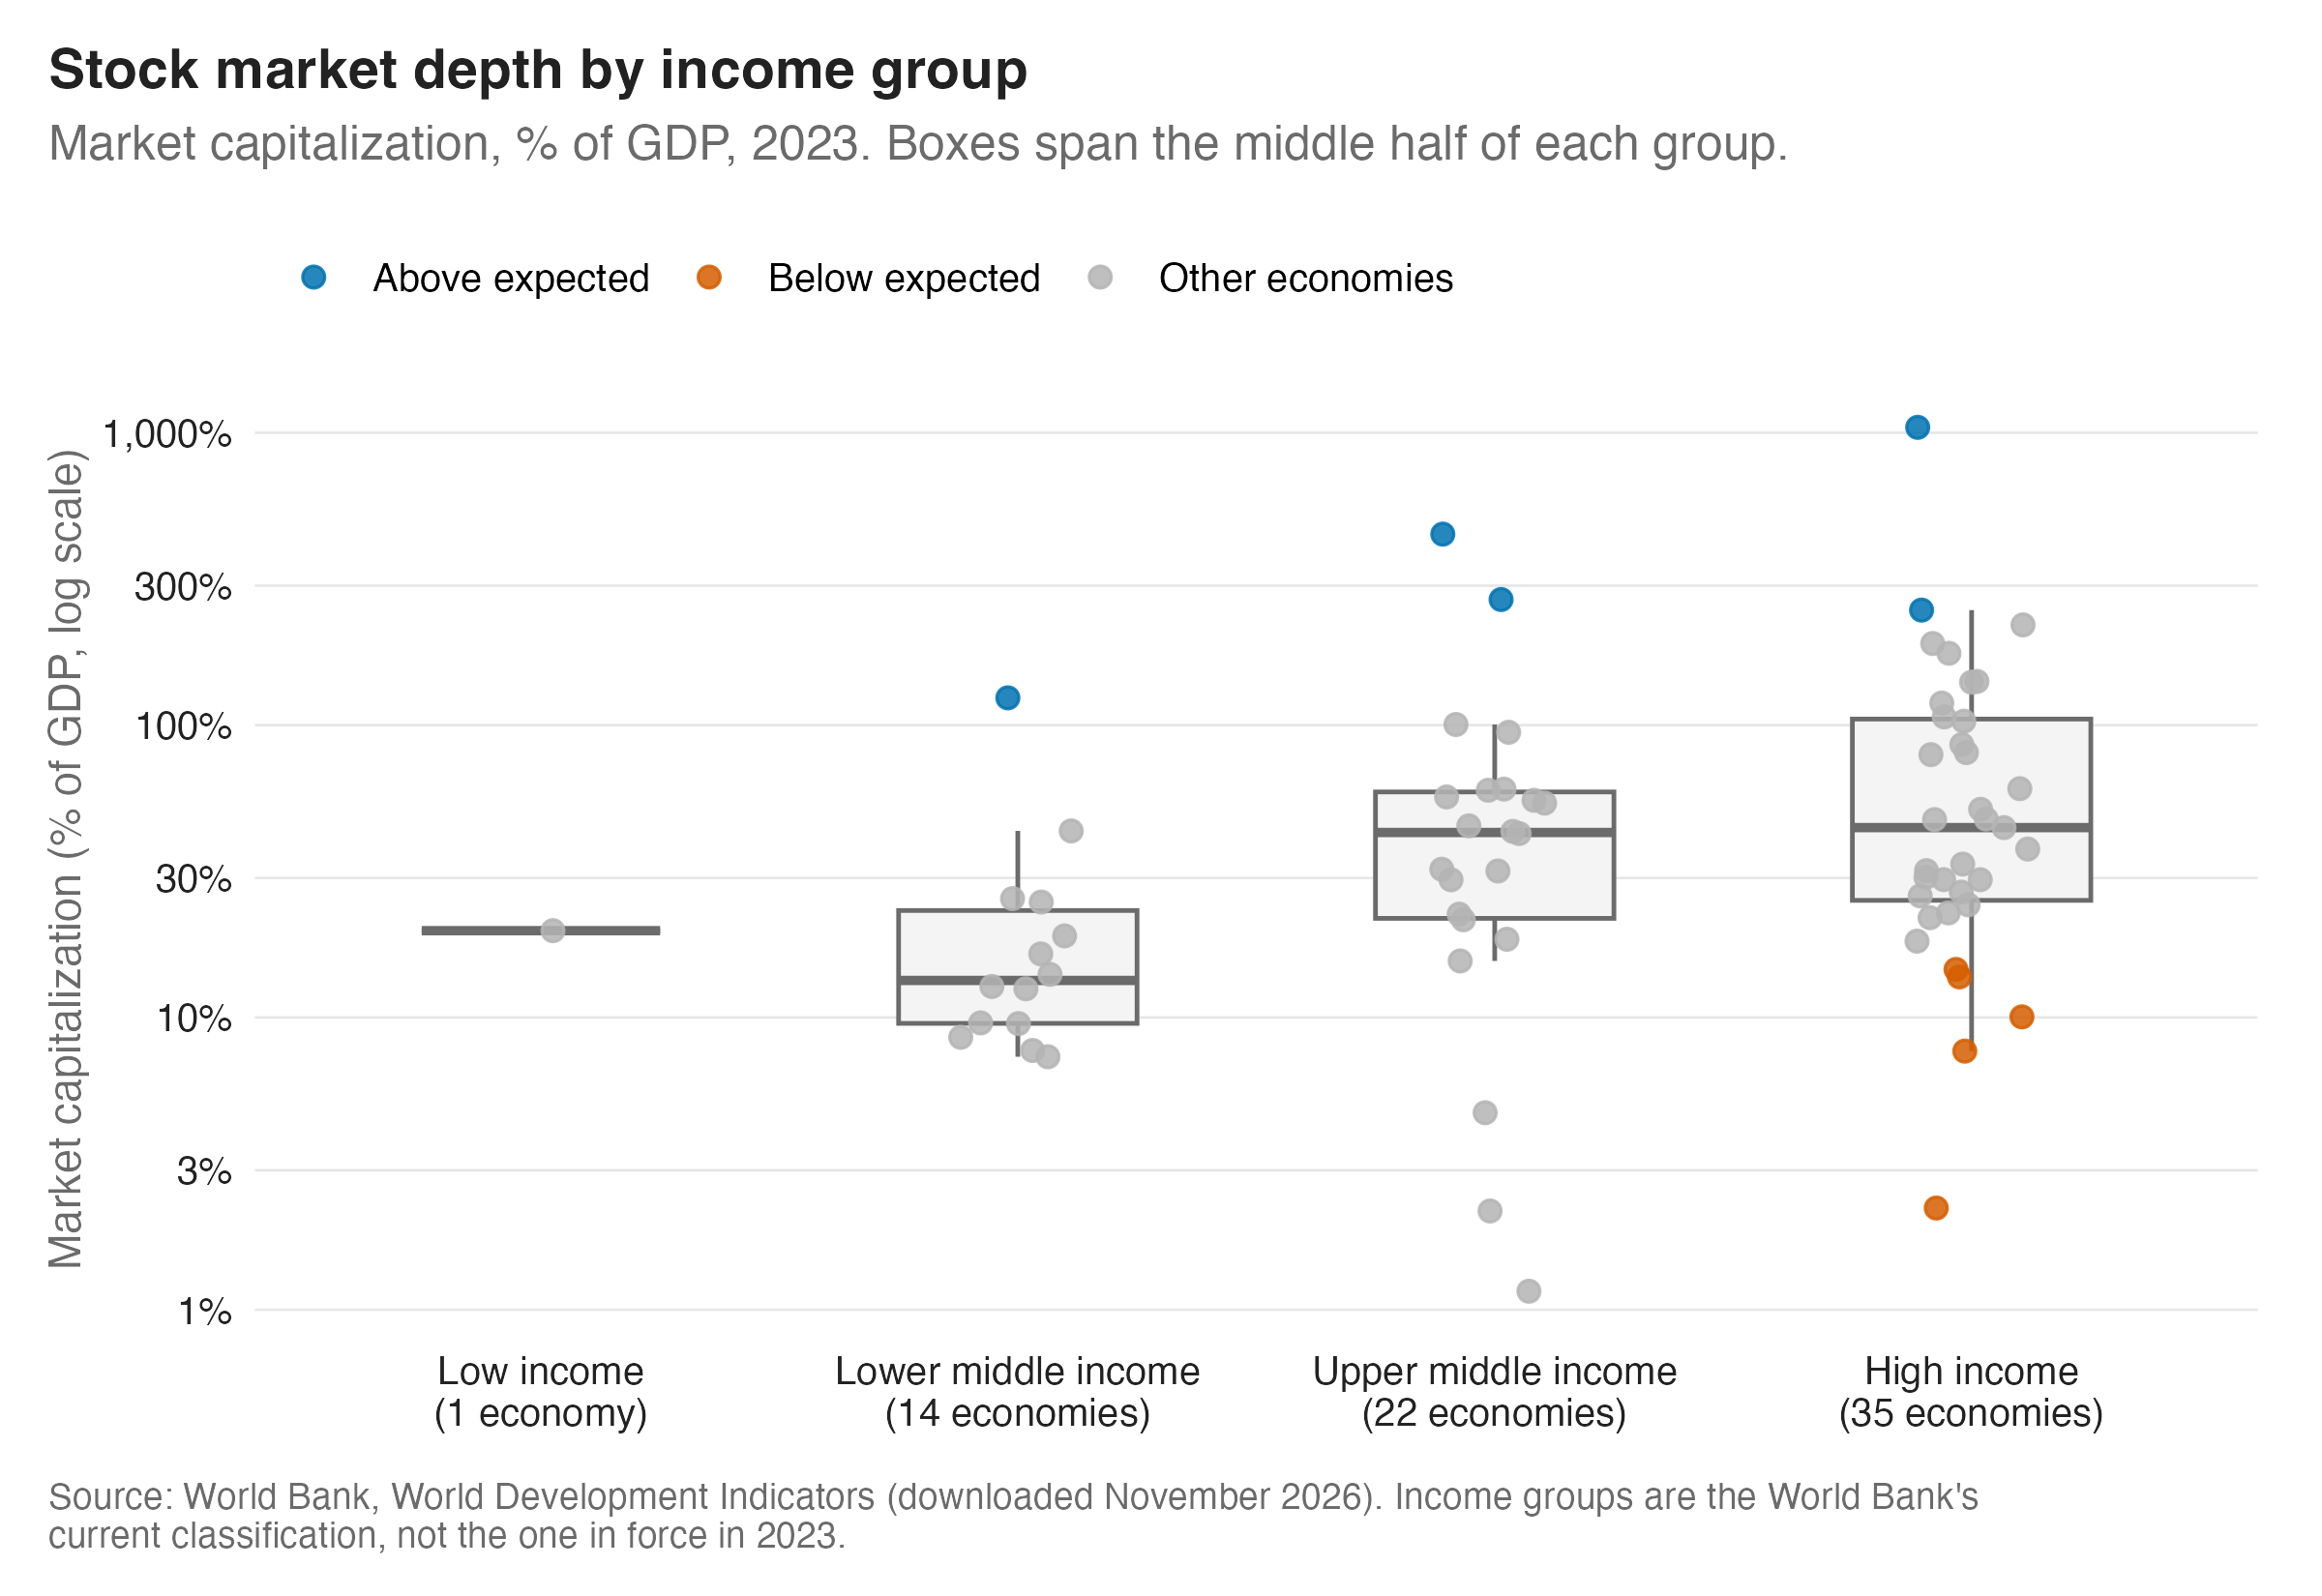 Stock market depth by income group
Market capitalization, % of GDP, 2023. Boxes span the middle half of each group.
Above expected
Below expected
Other economies
Market capitalization (% of GDP, log scale)
1,000%
300%
100%
30%
10%
3%
1%
Low income
(1 economy)
Lower middle income
(14 economies)
Upper middle income
(22 economies)
High income
(35 economies)
Source: World Bank, World Development Indicators (downloaded November 2026). Income groups are the World Bank's
current classification, not the one in force in 2023.